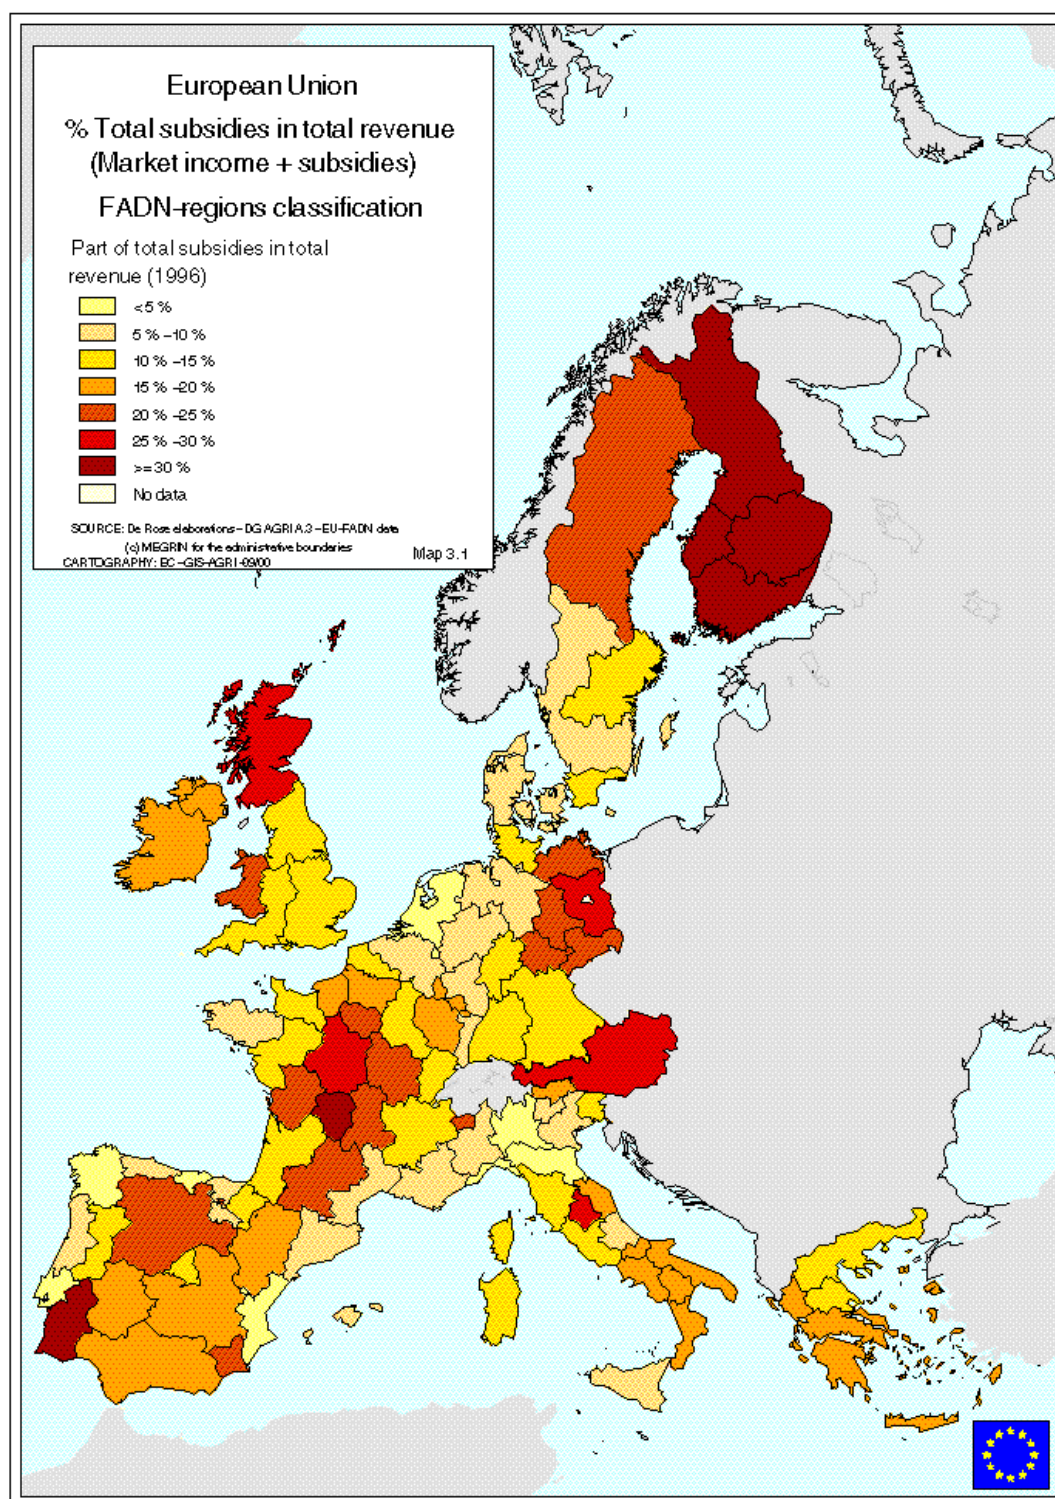 European Union
% Total subsidies in total revenue
(Market income + subsidies)
FADN-regions classification
Part of total subsidies in total
revenue (1996)
<5 %
5 % -10 %
10 % -15 %
15 % -20 %
20 % -25 %
25 % -30 %
>=30 %
No data
SOURCE: De Rose elaborations - DG AGRI A.3 - EU-FADN data
(c) MEGRIN for the administrative boundaries
CARTOGRAPHY: EC-GIS-AGRI-09/00
Map 3.1